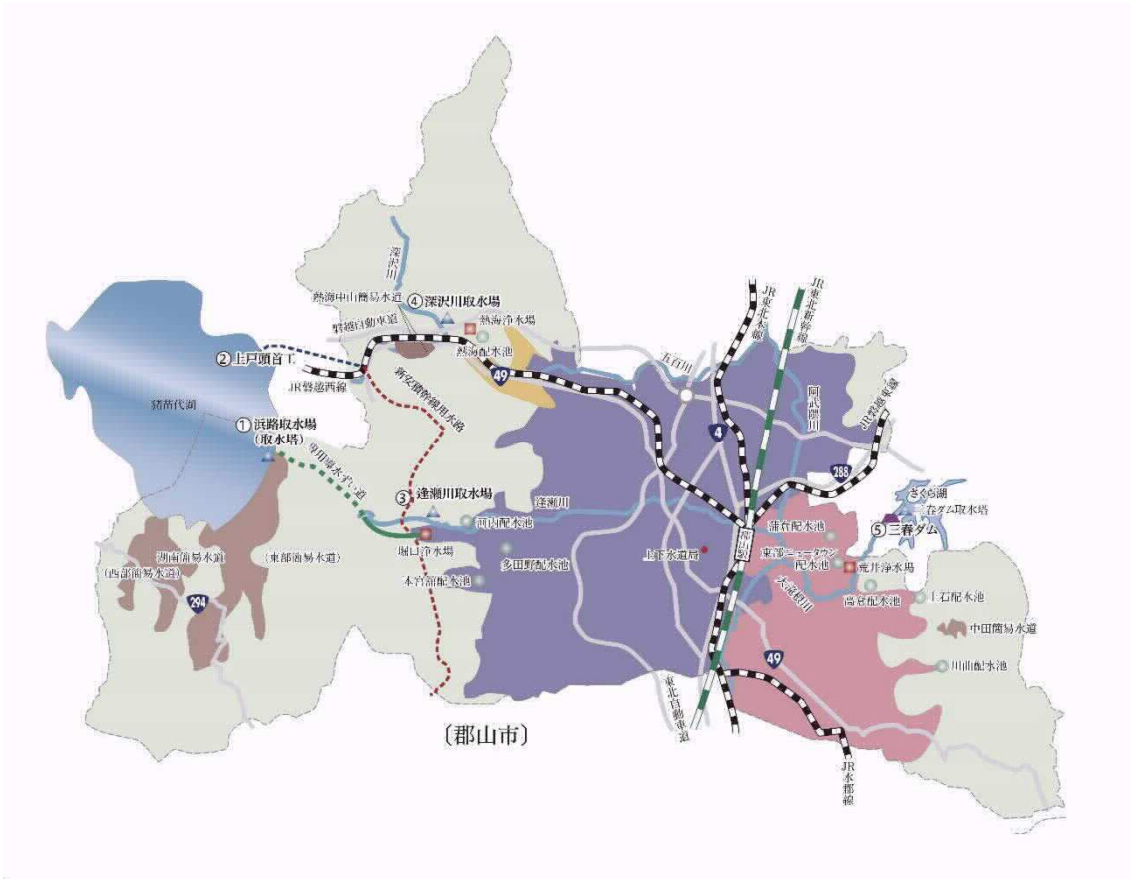 深沢川
熱海中山簡易水道
④深沢川取水場
磐越自動車道
熱海浄水場
熱海配水池
②上戸頭首工
JR磐越西線
49
新安積幹線用水路
猪苗代湖
①浜路取水場
(取水塔)
専用導水ずい道
③逢瀬川取水場
逢瀬川
河内配水池
堀口浄水場
本宮舘配水池
多田野配水池
湖南簡易水道
(西部簡易水道)
(東部簡易水道)
294
JR東北本線
JR東北新幹線
五百川
阿武隈川
JR磐越東線
4
288
さくら湖
三春ダム取水塔
⑤三春ダム
蒲倉配水池
東部ニュータウン
配水池
荒井浄水場
上下水道局
郡山駅
大滝根川
高倉配水池
上石配水池
中田簡易水道
川曲配水池
49
東北自動車道
JR水郡線
〔郡山市〕